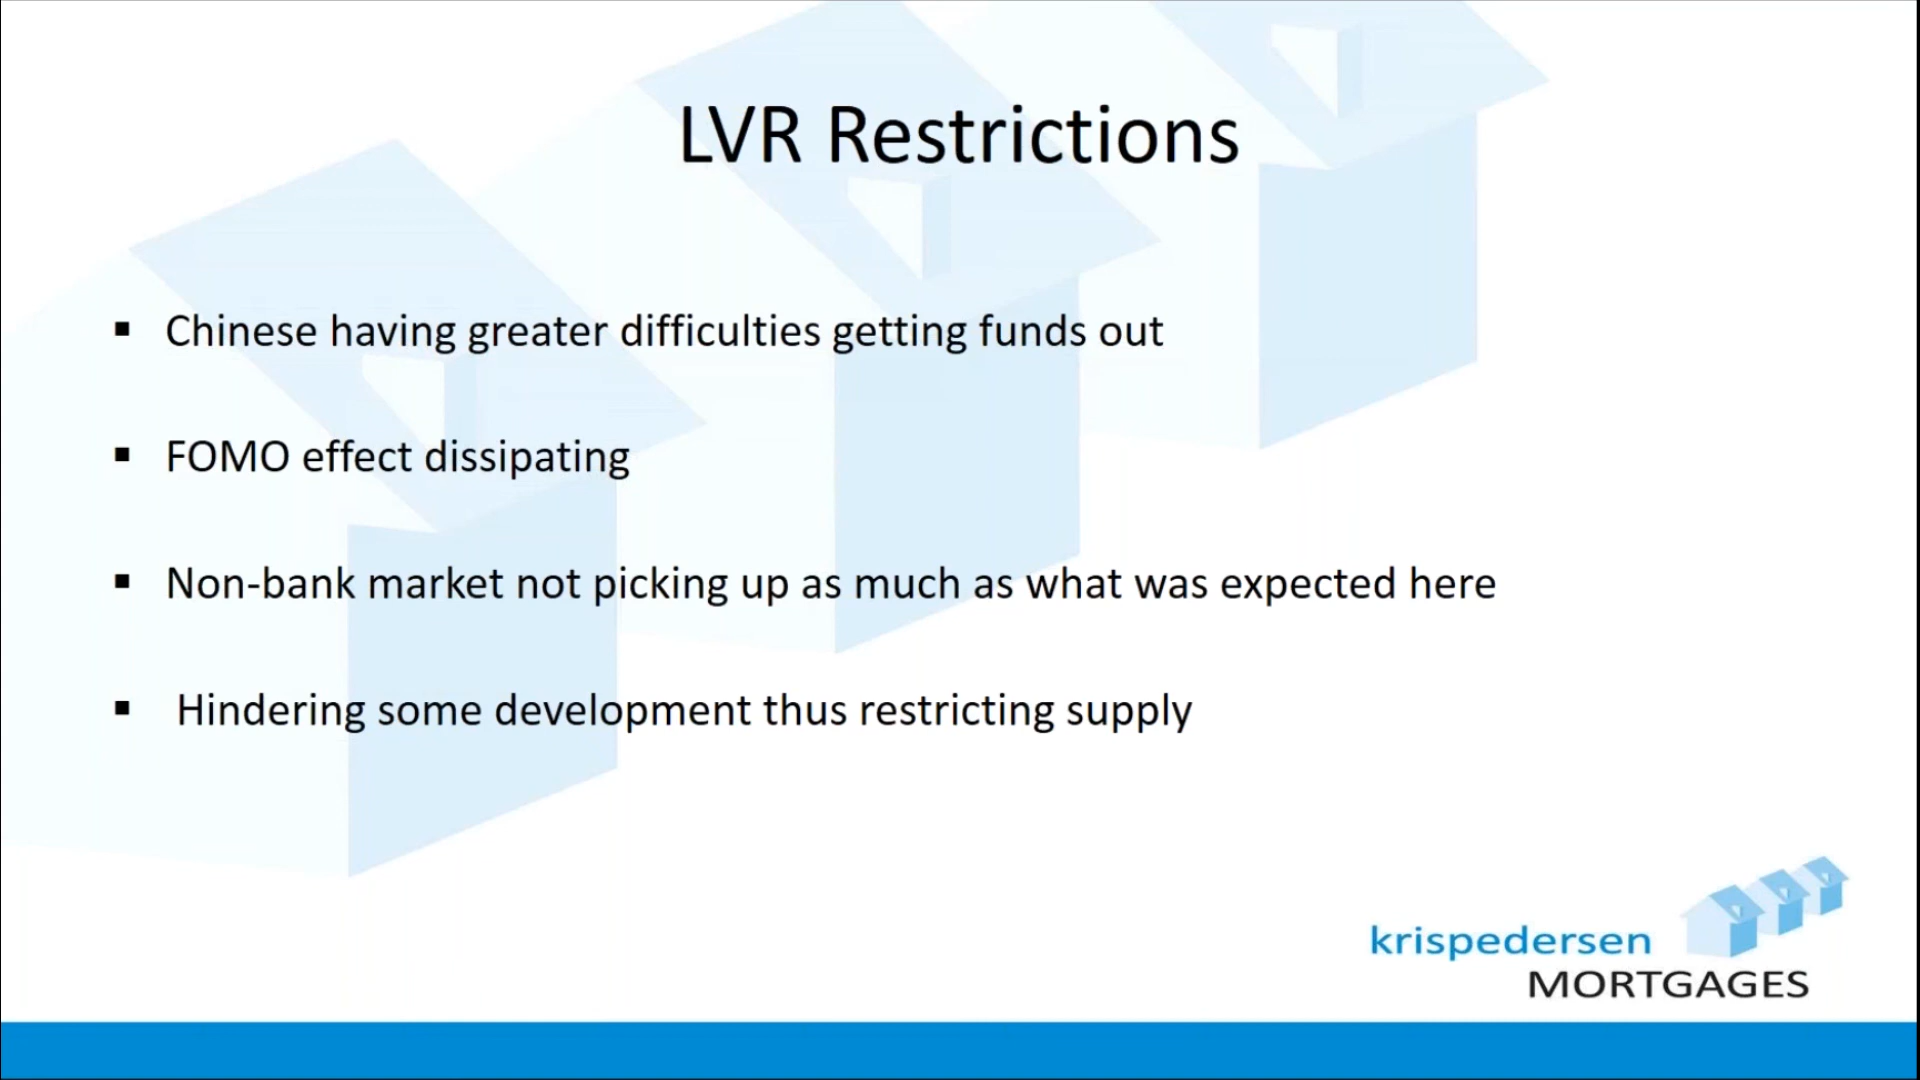 LVR Restrictions
▪ Chinese having greater difficulties getting funds out
▪ FOMO effect dissipating
▪ Non-bank market not picking up as much as what was expected here
▪ Hindering some development thus restricting supply
krispedersen
MORTGAGES